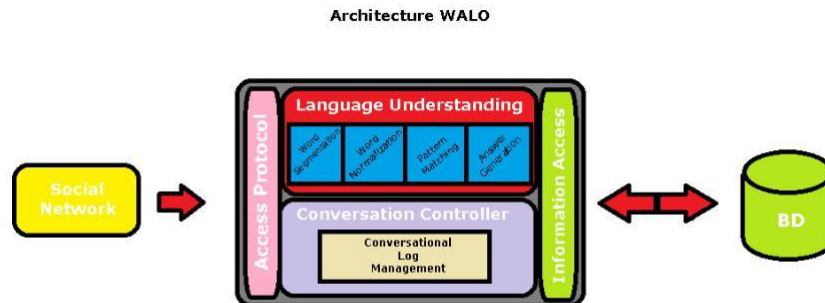 Architecture WALO
Social
Network
Access Protocol
Language Understanding
Word
Segmentation
Word
Normalization
Pattern
Matching
Answer
Generation
Conversation Controller
Conversational
Log
Management
Information Access
BD